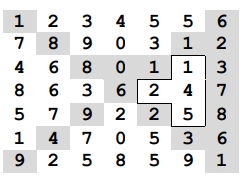 1 2 3 4 5 5 6
7 8 9 0 3 1 2
4 6 8 0 1 1 3
8 6 3 6 2 4 7
5 7 9 2 2 5 8
1 4 7 0 5 3 6
9 2 5 8 5 9 1